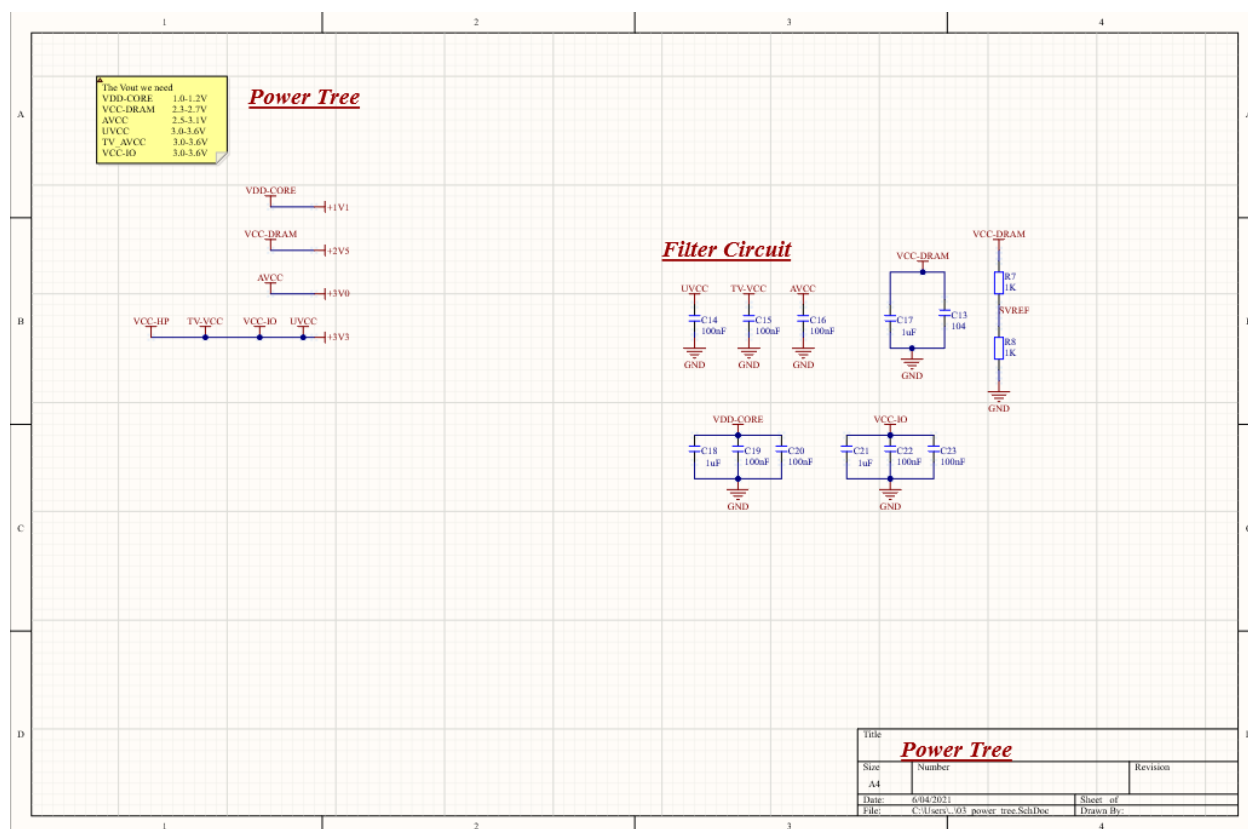 1 2 3 4
A
The Vout we need
VDD-CORE 1.0-1.2V
VCC-DRAM 2.3-2.7V
AVCC 2.5-3.1V
UVCC 3.0-3.6V
TV_AVCC 3.0-3.6V
VCC-IO 3.0-3.6V
Power Tree
VDD-CORE
+1V1
VCC-DRAM
+2V5
AVCC
+3V0
B
VCC-HP TV-VCC VCC-IO UVCC
+3V3
Filter Circuit
UVCC TV-VCC AVCC
C14 C15 C16
100nF 100nF 100nF
GND GND GND
VCC-DRAM
C17 C13
1uF 104
GND
VCC-DRAM
R7
1K
SVREF
R8
1K
GND
VDD-CORE
C18 C19 C20
1uF 100nF 100nF
GND
VCC-IO
C21 C22 C23
1uF 100nF 100nF
GND
C
D
Title
Power Tree
Size Number Revision
A4
Date: 6/04/2021 Sheet of
File: C:\Users\..\03_power_tree.SchDoc Drawn By:
1 2 3 4